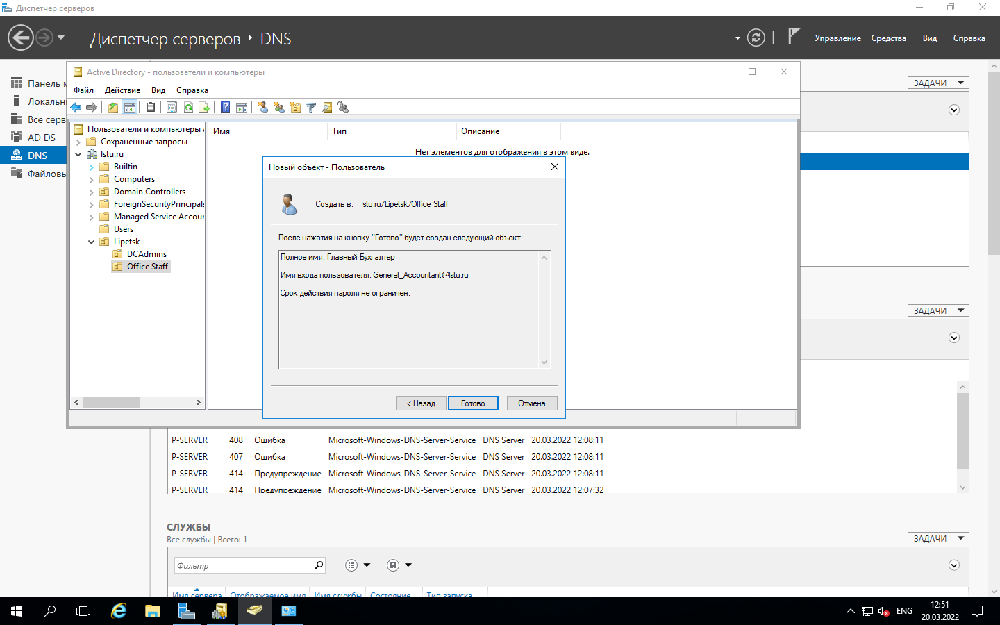 Диспетчер серверов
Диспетчер серверов ‣ DNS
Управление Средства Вид Справка
Панель
Локальн
Все серв
AD DS
DNS
Файловы
ЗАДАЧИ
Active Directory - пользователи и компьютеры
Файл Действие Вид Справка
Пользователи и компьютеры
Сохраненные запросы
lstu.ru
Builtin
Computers
Domain Controllers
ForeignSecurityPrincipals
Managed Service Accour
Users
Lipetsk
DCAdmins
Office Staff
Имя Тип Описание
Нет элементов для отображения в этом виде.
Новый объект - Пользователь
Создать в: lstu.ru/Lipetsk/Office Staff
После нажатия на кнопку "Готово" будет создан следующий объект:
Полное имя: Главный Бухгалтер
Имя входа пользователя: General_Accountant@lstu.ru
Срок действия пароля не ограничен.
< Назад Готово Отмена
ЗАДАЧИ
P-SERVER 408 Ошибка Microsoft-Windows-DNS-Server-Service DNS Server 20.03.2022 12:08:11
P-SERVER 407 Ошибка Microsoft-Windows-DNS-Server-Service DNS Server 20.03.2022 12:08:11
P-SERVER 414 Предупреждение Microsoft-Windows-DNS-Server-Service DNS Server 20.03.2022 12:08:11
P-SERVER 414 Предупреждение Microsoft-Windows-DNS-Server-Service DNS Server 20.03.2022 12:07:32
СЛУЖБЫ
Все службы | Всего: 1
ЗАДАЧИ
Фильтр
Имя сервера Отображаемое имя Имя службы Состояние Тип запуска
ENG
12:51
20.03.2022